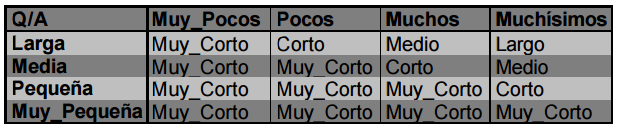 Q/A Muy_Pocos Pocos Muchos Muchísimos
Larga Muy_Corto Corto Medio Largo
Media Muy_Corto Muy_Corto Corto Medio
Pequeña Muy_Corto Muy_Corto Muy_Corto Corto
Muy_Pequeña Muy_Corto Muy_Corto Muy_Corto Muy_Corto